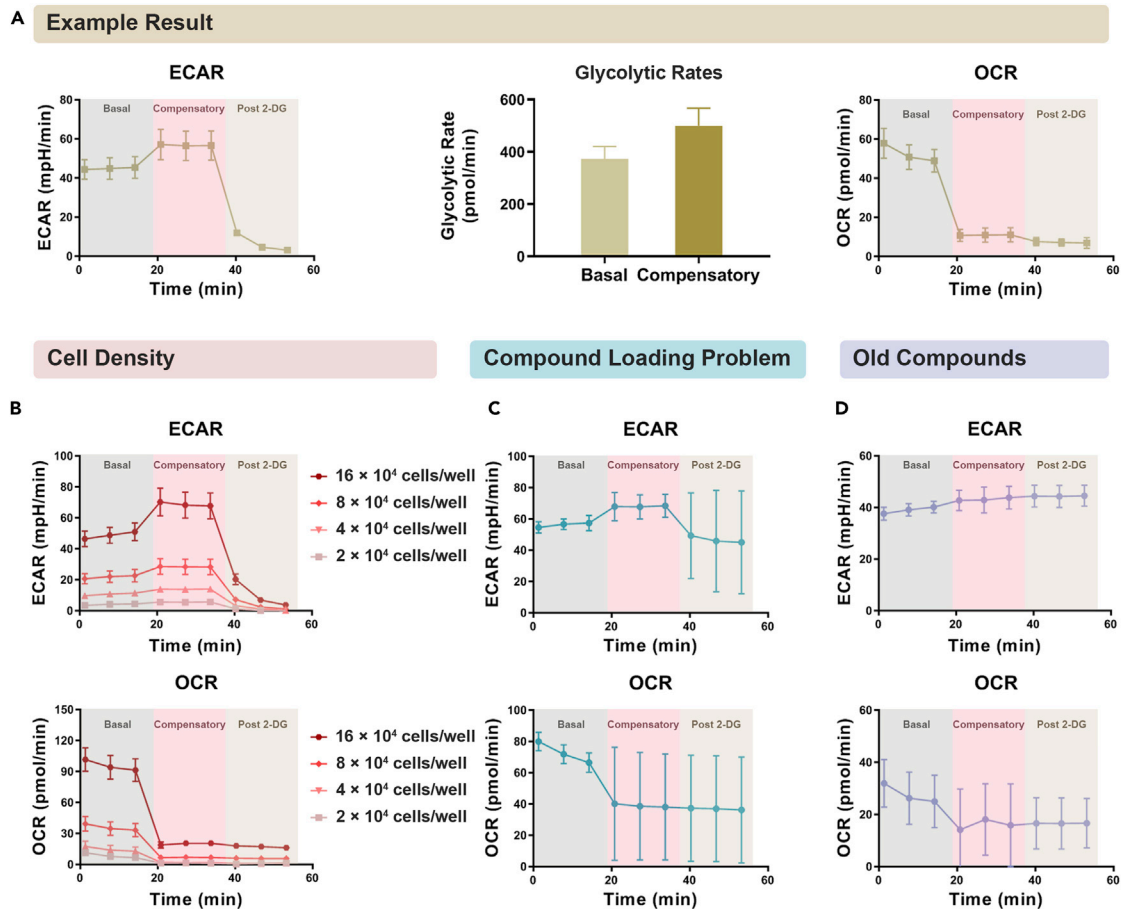 A
Example Result
ECAR
Glycolytic Rates
OCR
80
60
40
20
0
ECAR (mpH/min)
Basal
Compensatory
Post 2-DG
0
20
40
60
Time (min)
600
400
200
0
Glycolytic Rate
(pmol/min)
Basal
Compensatory
80
60
40
20
0
OCR (pmol/min)
Basal
Compensatory
Post 2-DG
0
20
40
60
Time (min)
Cell Density
Compound Loading Problem
Old Compounds
B
ECAR
100
80
60
40
20
0
ECAR (mpH/min)
Basal
Compensatory
Post 2-DG
0
20
40
60
Time (min)
16 × 10⁴ cells/well
8 × 10⁴ cells/well
4 × 10⁴ cells/well
2 × 10⁴ cells/well
OCR
150
120
90
60
30
0
OCR (pmol/min)
Basal
Compensatory
Post 2-DG
0
20
40
60
Time (min)
16 × 10⁴ cells/well
8 × 10⁴ cells/well
4 × 10⁴ cells/well
2 × 10⁴ cells/well
C
ECAR
100
80
60
40
20
0
ECAR (mpH/min)
Basal
Compensatory
Post 2-DG
0
20
40
60
Time (min)
OCR
100
80
60
40
20
0
OCR (pmol/min)
Basal
Compensatory
Post 2-DG
0
20
40
60
Time (min)
D
ECAR
60
40
20
0
ECAR (mpH/min)
Basal
Compensatory
Post 2-DG
0
20
40
60
Time (min)
OCR
60
40
20
0
OCR (pmol/min)
Basal
Compensatory
Post 2-DG
0
20
40
60
Time (min)